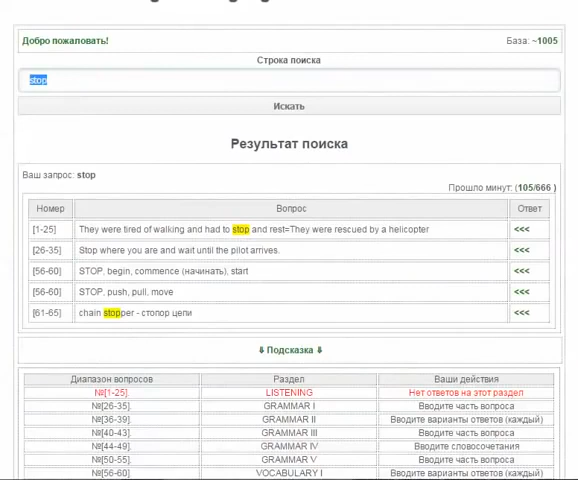 Добро пожаловать! База: ~1005
Строка поиска
stop
Искать
Результат поиска
Ваш запрос: stop
Прошло минут: (105/666 )
Номер Вопрос Ответ
[1-25] They were tired of walking and had to stop and rest=They were rescued by a helicopter <<<
[26-35] Stop where you are and wait until the pilot arrives. <<<
[56-60] STOP, begin, commence (начинать), start <<<
[56-60] STOP, push, pull, move <<<
[61-65] chain stopper - стопор цепи <<<
⇓ Подсказка ⇓
Диапазон вопросов Раздел Ваши действия
№[1-25]. LISTENING Нет ответов на этот раздел
№[26-35]. GRAMMAR I Вводите часть вопроса
№[36-39]. GRAMMAR II Вводите варианты ответов (каждый)
№[40-43]. GRAMMAR III Вводите часть вопроса
№[44-49]. GRAMMAR IV Вводите словосочетания
№[50-55]. GRAMMAR V Вводите часть вопроса
№[56-60]. VOCABULARY I Вводите варианты ответов (каждый)